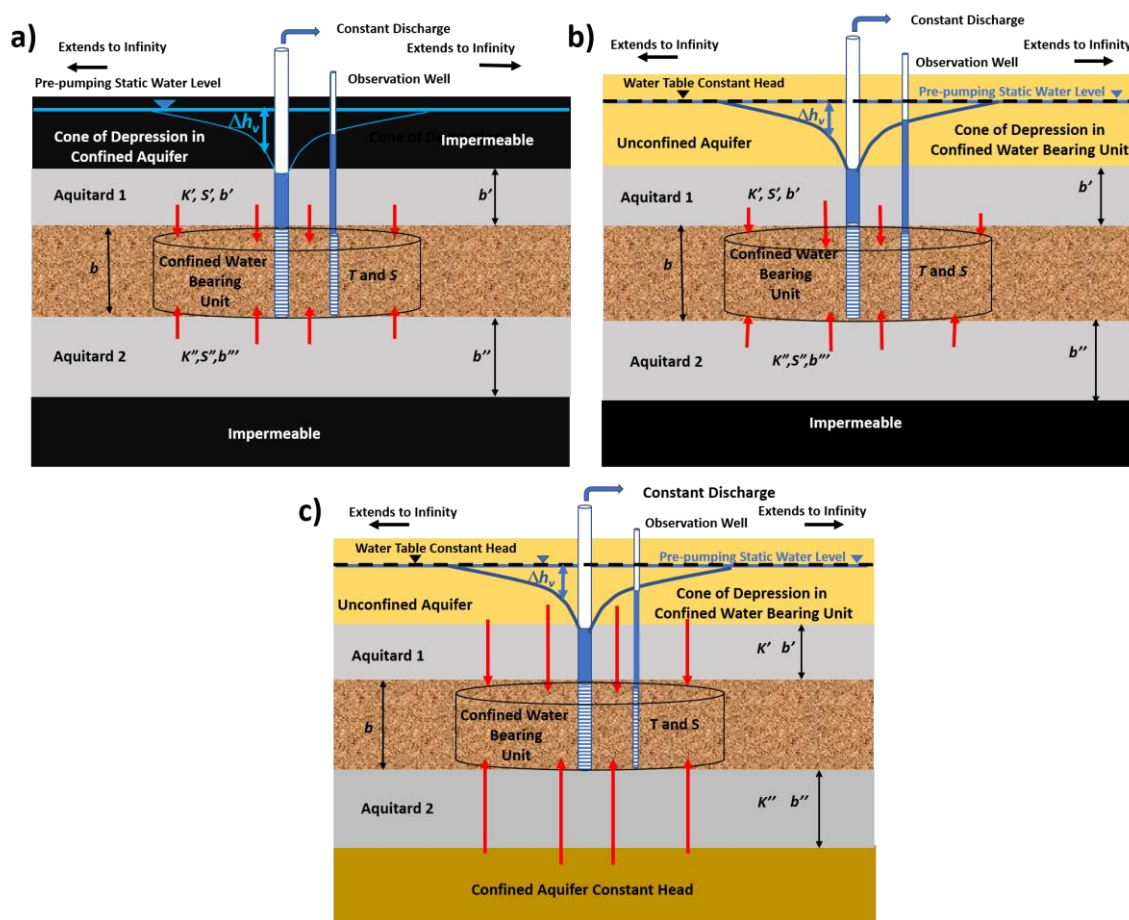 a)
Constant Discharge
Extends to Infinity
Extends to Infinity
Pre-pumping Static Water Level
Observation Well
Δhv
Cone of Depression in
Confined Aquifer
Cone of Depression
Impermeable
Aquitard 1
K', S', b'
b'
b
Confined Water
Bearing
Unit
T and S
Aquitard 2
K",S",b"'
b"
Impermeable
b)
Constant Discharge
Extends to Infinity
Extends to Infinity
Observation Well
Water Table Constant Head
Pre-pumping Static Water Level
Δhv
Unconfined Aquifer
Cone of Depression in
Confined Water Bearing Unit
Aquitard 1
K', S', b'
b'
b
Confined Water
Bearing
Unit
T and S
Aquitard 2
K",S",b"'
b"
Impermeable
c)
Constant Discharge
Extends to Infinity
Extends to Infinity
Observation Well
Water Table Constant Head
Pre-pumping Static Water Level
Δhv
Unconfined Aquifer
Cone of Depression in
Confined Water Bearing Unit
Aquitard 1
K' b'
b
Confined Water
Bearing
Unit
T and S
Aquitard 2
K" b"
Confined Aquifer Constant Head